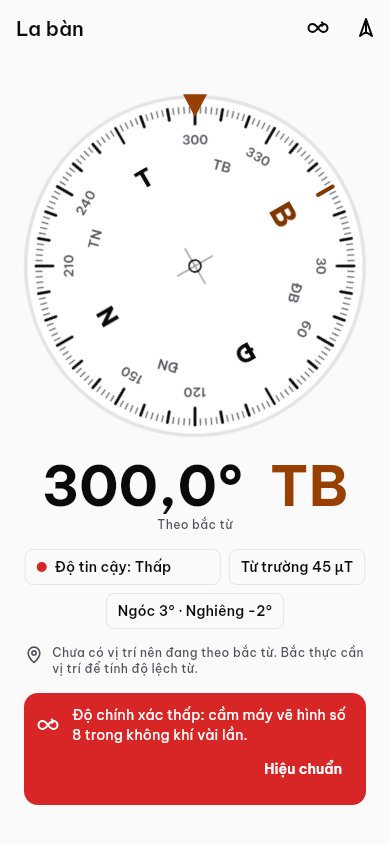 La bàn
300
TB
330
T
B
240
TN
210
30
ĐB
60
N
Đ
ĐN
150
120
300,0° TB
Theo bắc từ
Độ tin cậy: Thấp
Từ trường 45 µT
Ngóc 3° · Nghiêng -2°
Chưa có vị trí nên đang theo bắc từ. Bắc thực cần
vị trí để tính độ lệch từ.
Độ chính xác thấp: cầm máy vẽ hình số
8 trong không khí vài lần.
Hiệu chuẩn